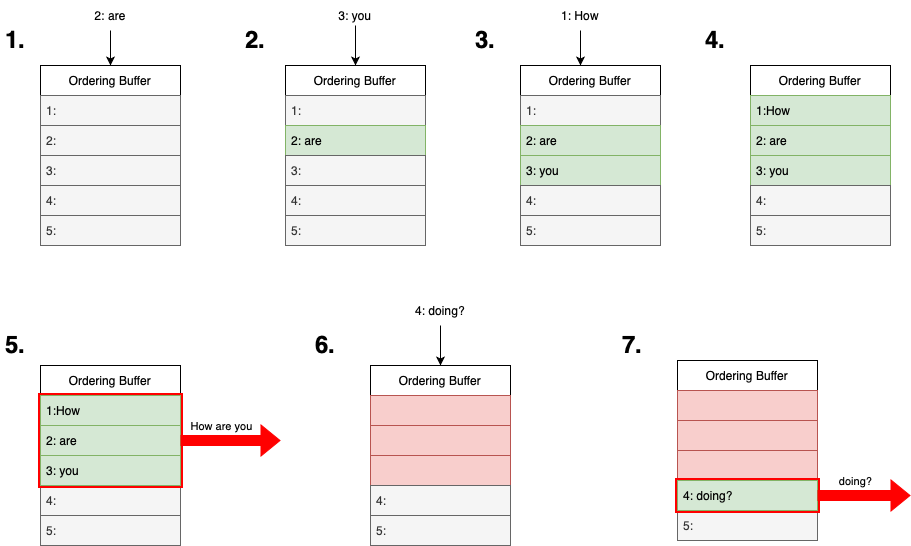 2: are
3: you
1: How
1.
2.
3.
4.
Ordering Buffer
1:
2:
3:
4:
5:
Ordering Buffer
1:
2: are
3:
4:
5:
Ordering Buffer
1:
2: are
3: you
4:
5:
Ordering Buffer
1:How
2: are
3: you
4:
5:
5.
Ordering Buffer
1:How
2: are
3: you
4:
5:
How are you
6.
4: doing?
Ordering Buffer
4:
5:
7.
Ordering Buffer
4: doing?
5:
doing?